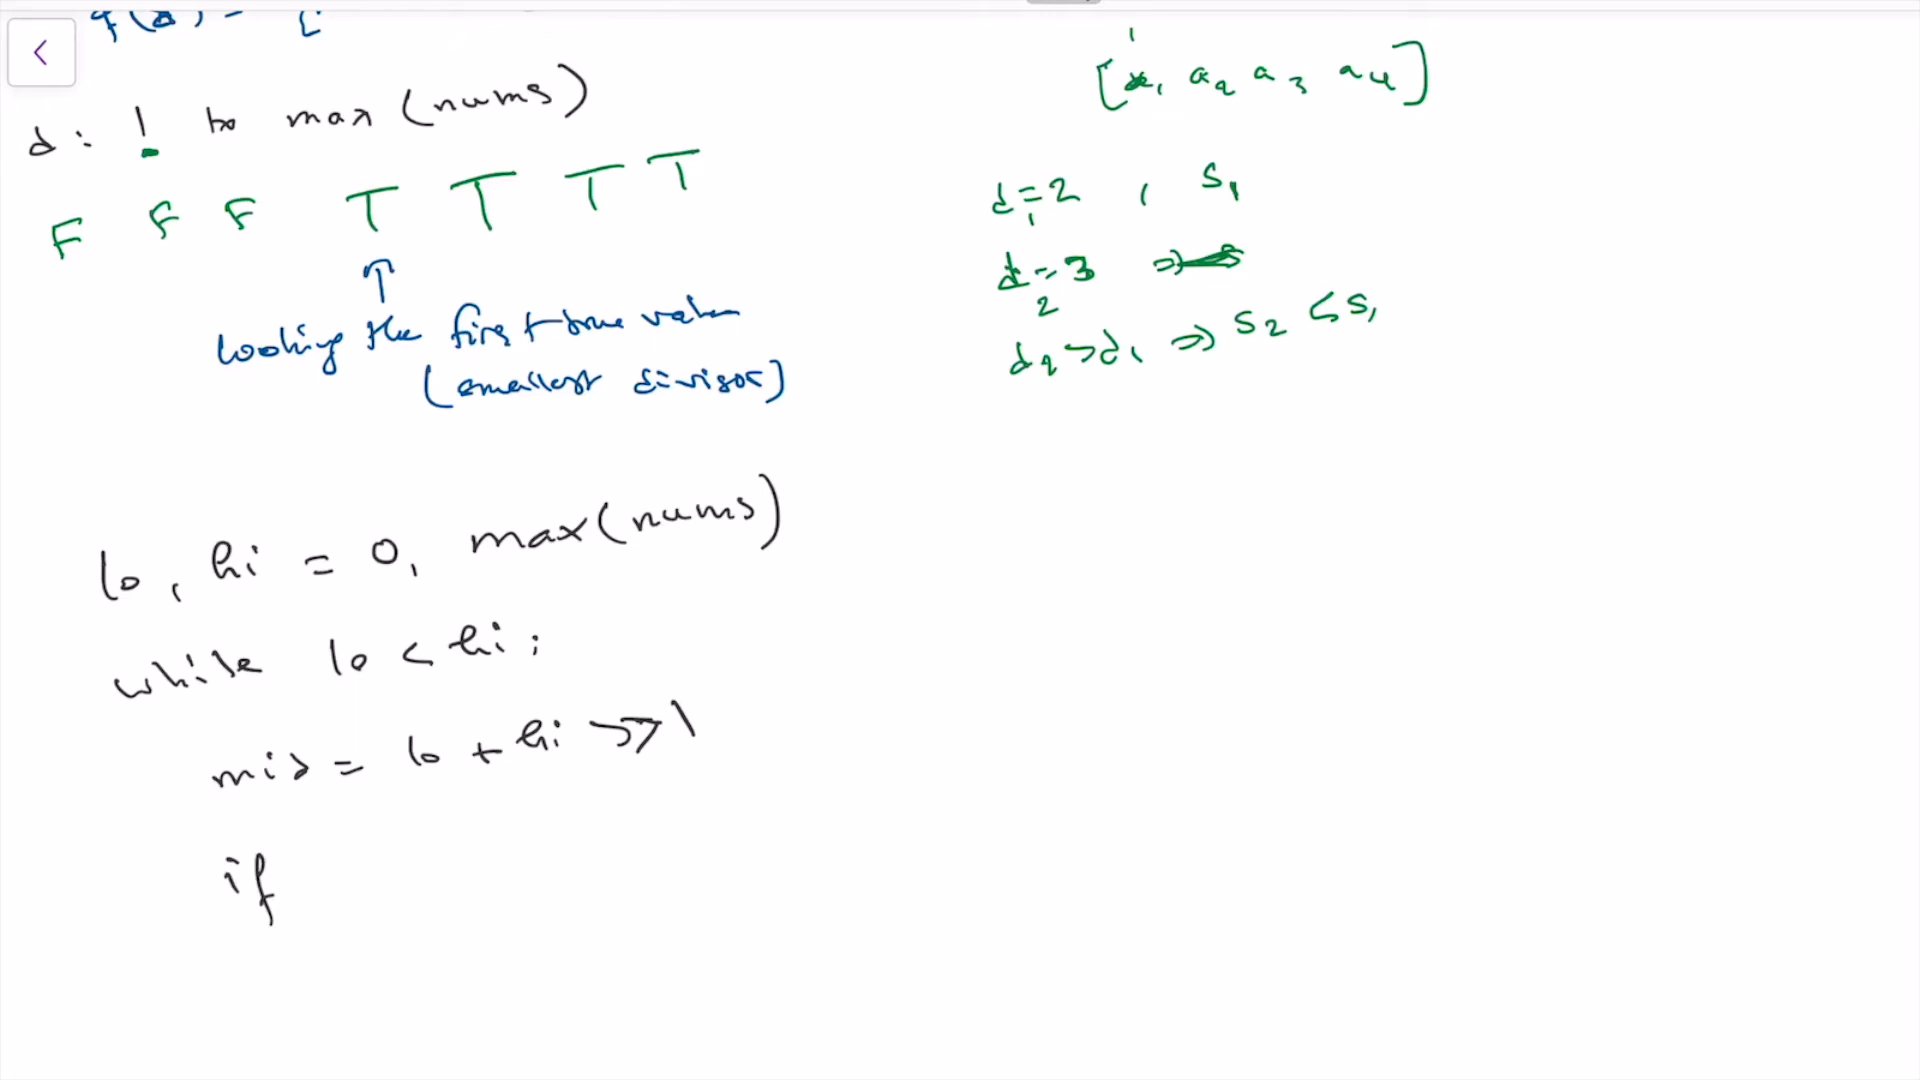 d : 1 to max (nums)
F F F T T T T
looking the first true value
(smallest divisor)
lo, hi = 0, max(nums)
while lo < hi:
mid = lo + hi >> 1
if
1
[a1 a2 a3 a4]
d1=2 , s1
d2=3 =>
d2>d1 => s2 < s1